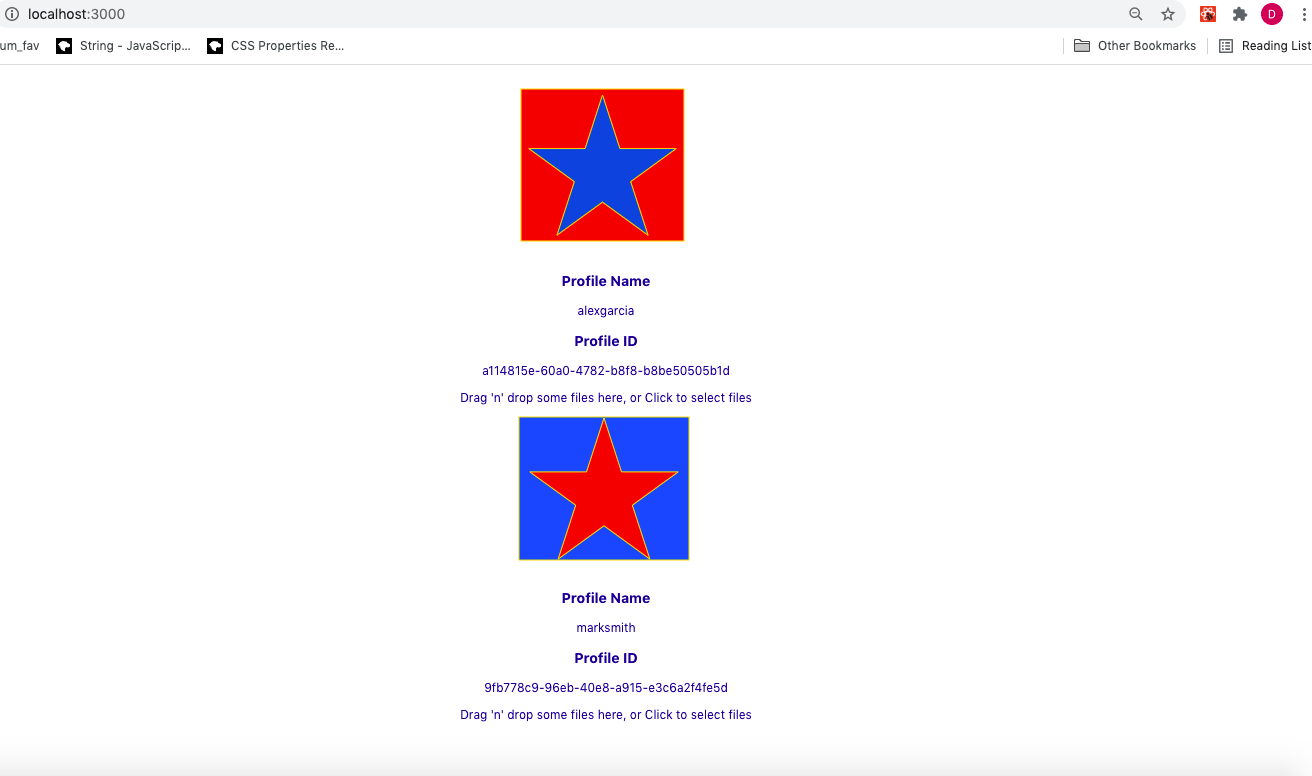 localhost:3000
D
um_fav
String - JavaScrip...
CSS Properties Re...
Other Bookmarks
Reading List
Profile Name
alexgarcia
Profile ID
a114815e-60a0-4782-b8f8-b8be50505b1d
Drag 'n' drop some files here, or Click to select files
Profile Name
marksmith
Profile ID
9fb778c9-96eb-40e8-a915-e3c6a2f4fe5d
Drag 'n' drop some files here, or Click to select files